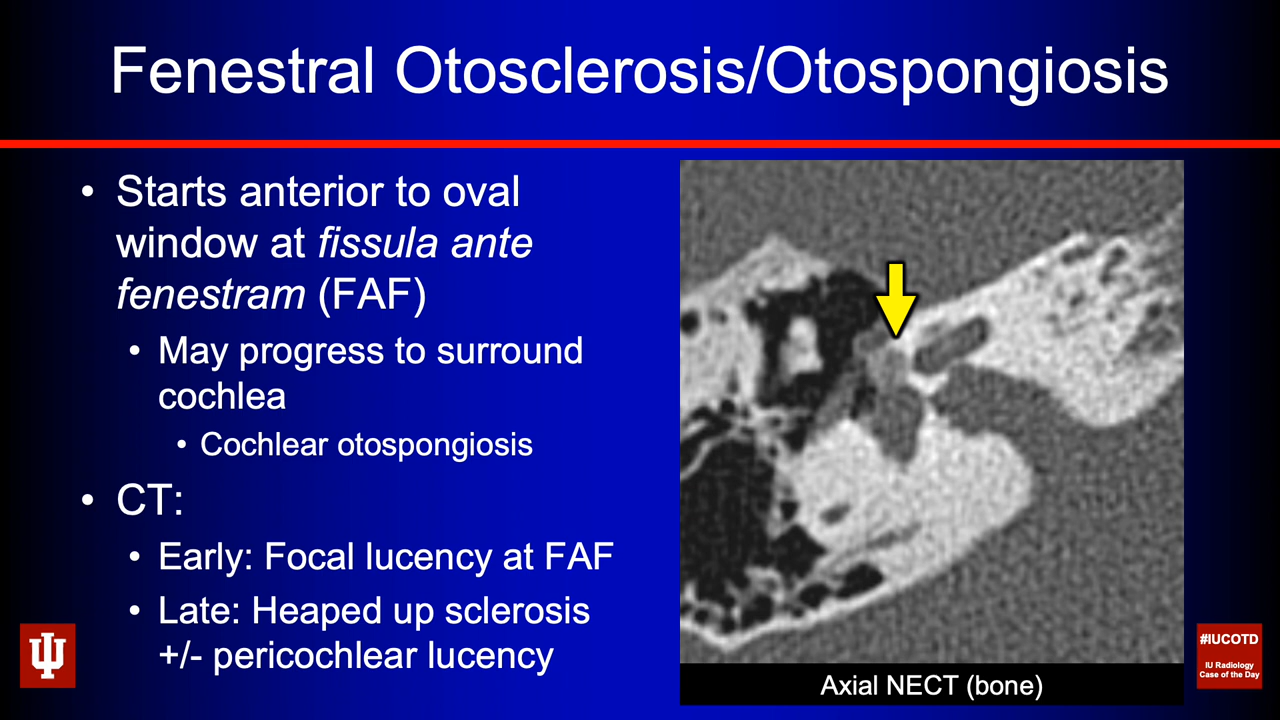 Fenestral Otosclerosis/Otospongiosis
• Starts anterior to oval
window at fissula ante
fenestram (FAF)
• May progress to surround
cochlea
• Cochlear otospongiosis
• CT:
• Early: Focal lucency at FAF
• Late: Heaped up sclerosis
+/- pericochlear lucency
Axial NECT (bone)
#IUCOTD
IU Radiology
Case of the Day